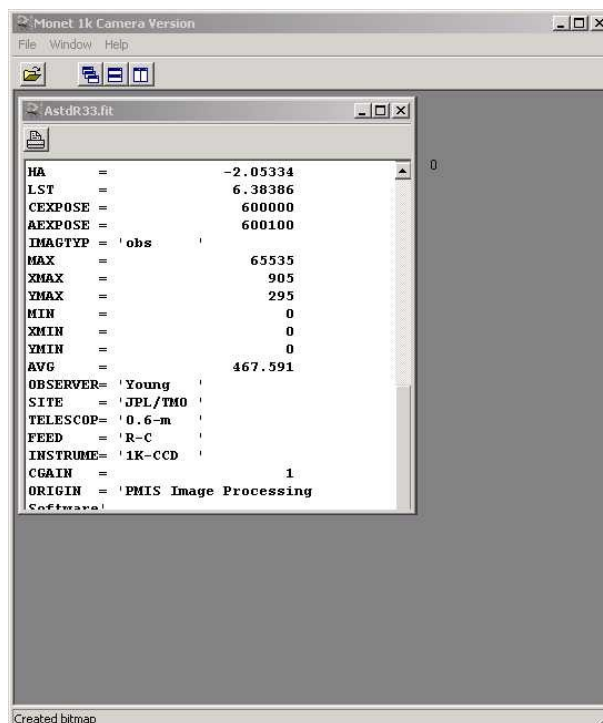 Monet 1k Camera Version
File Window Help
AstdR33.fit
0
HA = -2.05334
LST = 6.38386
CEXPOSE = 600000
AEXPOSE = 600100
IMAGTYP = 'obs '
MAX = 65535
XMAX = 905
YMAX = 295
MIN = 0
XMIN = 0
YMIN = 0
AVG = 467.591
OBSERVER= 'Young '
SITE = 'JPL/TMO '
TELESCOP= '0.6-m '
FEED = 'R-C '
INSTRUME= '1K-CCD '
CGAIN = 1
ORIGIN = 'PMIS Image Processing
Software'
Created bitmap